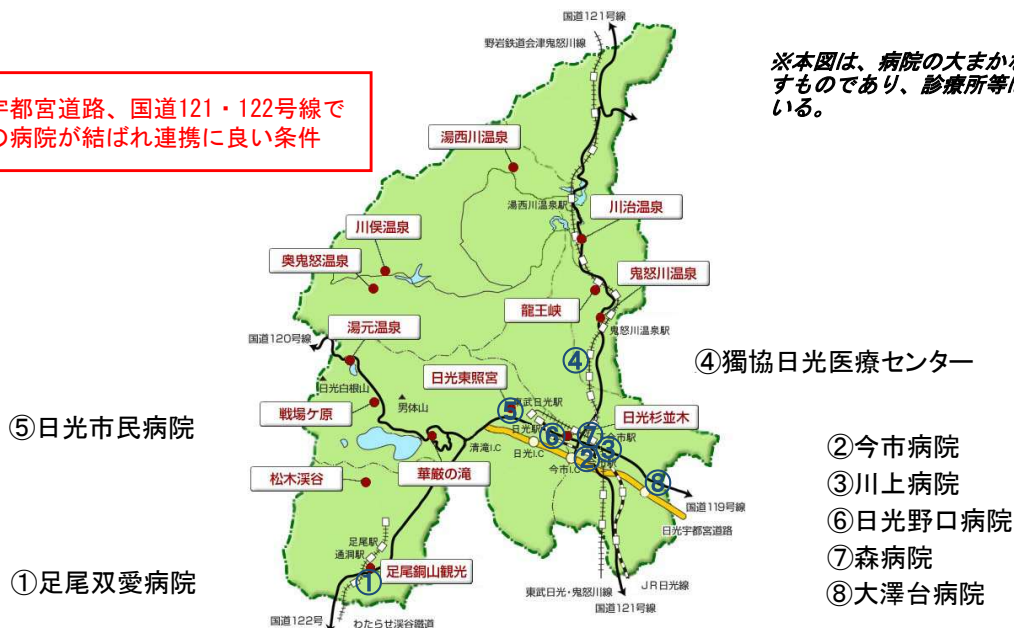 国道121号線
野岩鉄道会津鬼怒川線
※本図は、病院の大まかな
すものであり、診療所等に
いる。
宇都宮道路、国道121・122号線で
の病院が結ばれ連携に良い条件
湯西川温泉
湯西川温泉駅
川治温泉
川俣温泉
奥鬼怒温泉
鬼怒川温泉
龍王峡
鬼怒川温泉駅
湯元温泉
国道120号線
④
④獨協日光医療センター
日光白根山
日光東照宮
男体山
戦場ケ原
東武日光駅
日光杉並木
⑤
⑤日光市民病院
日光駅
⑥
⑦
今市駅
③
清滝I.C
日光I.C
今市I.C
②
②今市病院
華厳の滝
松木渓谷
⑧
③川上病院
国道119号線
⑥日光野口病院
日光宇都宮道路
⑦森病院
足尾駅
通洞駅
足尾銅山観光
①
①足尾双愛病院
⑧大澤台病院
JR日光線
東武日光・鬼怒川線
国道121号線
国道122号
わたらせ渓谷鐵道